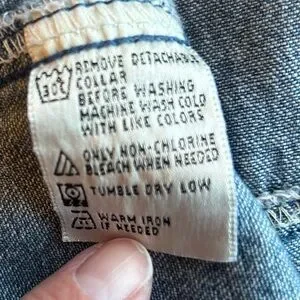 REMOVE DETACHABLE
COLLAR
BEFORE WASHING
MACHINE WASH COLD
WITH LIKE COLORS
ONLY NON-CHLORINE
BLEACH WHEN NEEDED
TUMBLE DRY LOW
WARM IRON
IF NEEDED